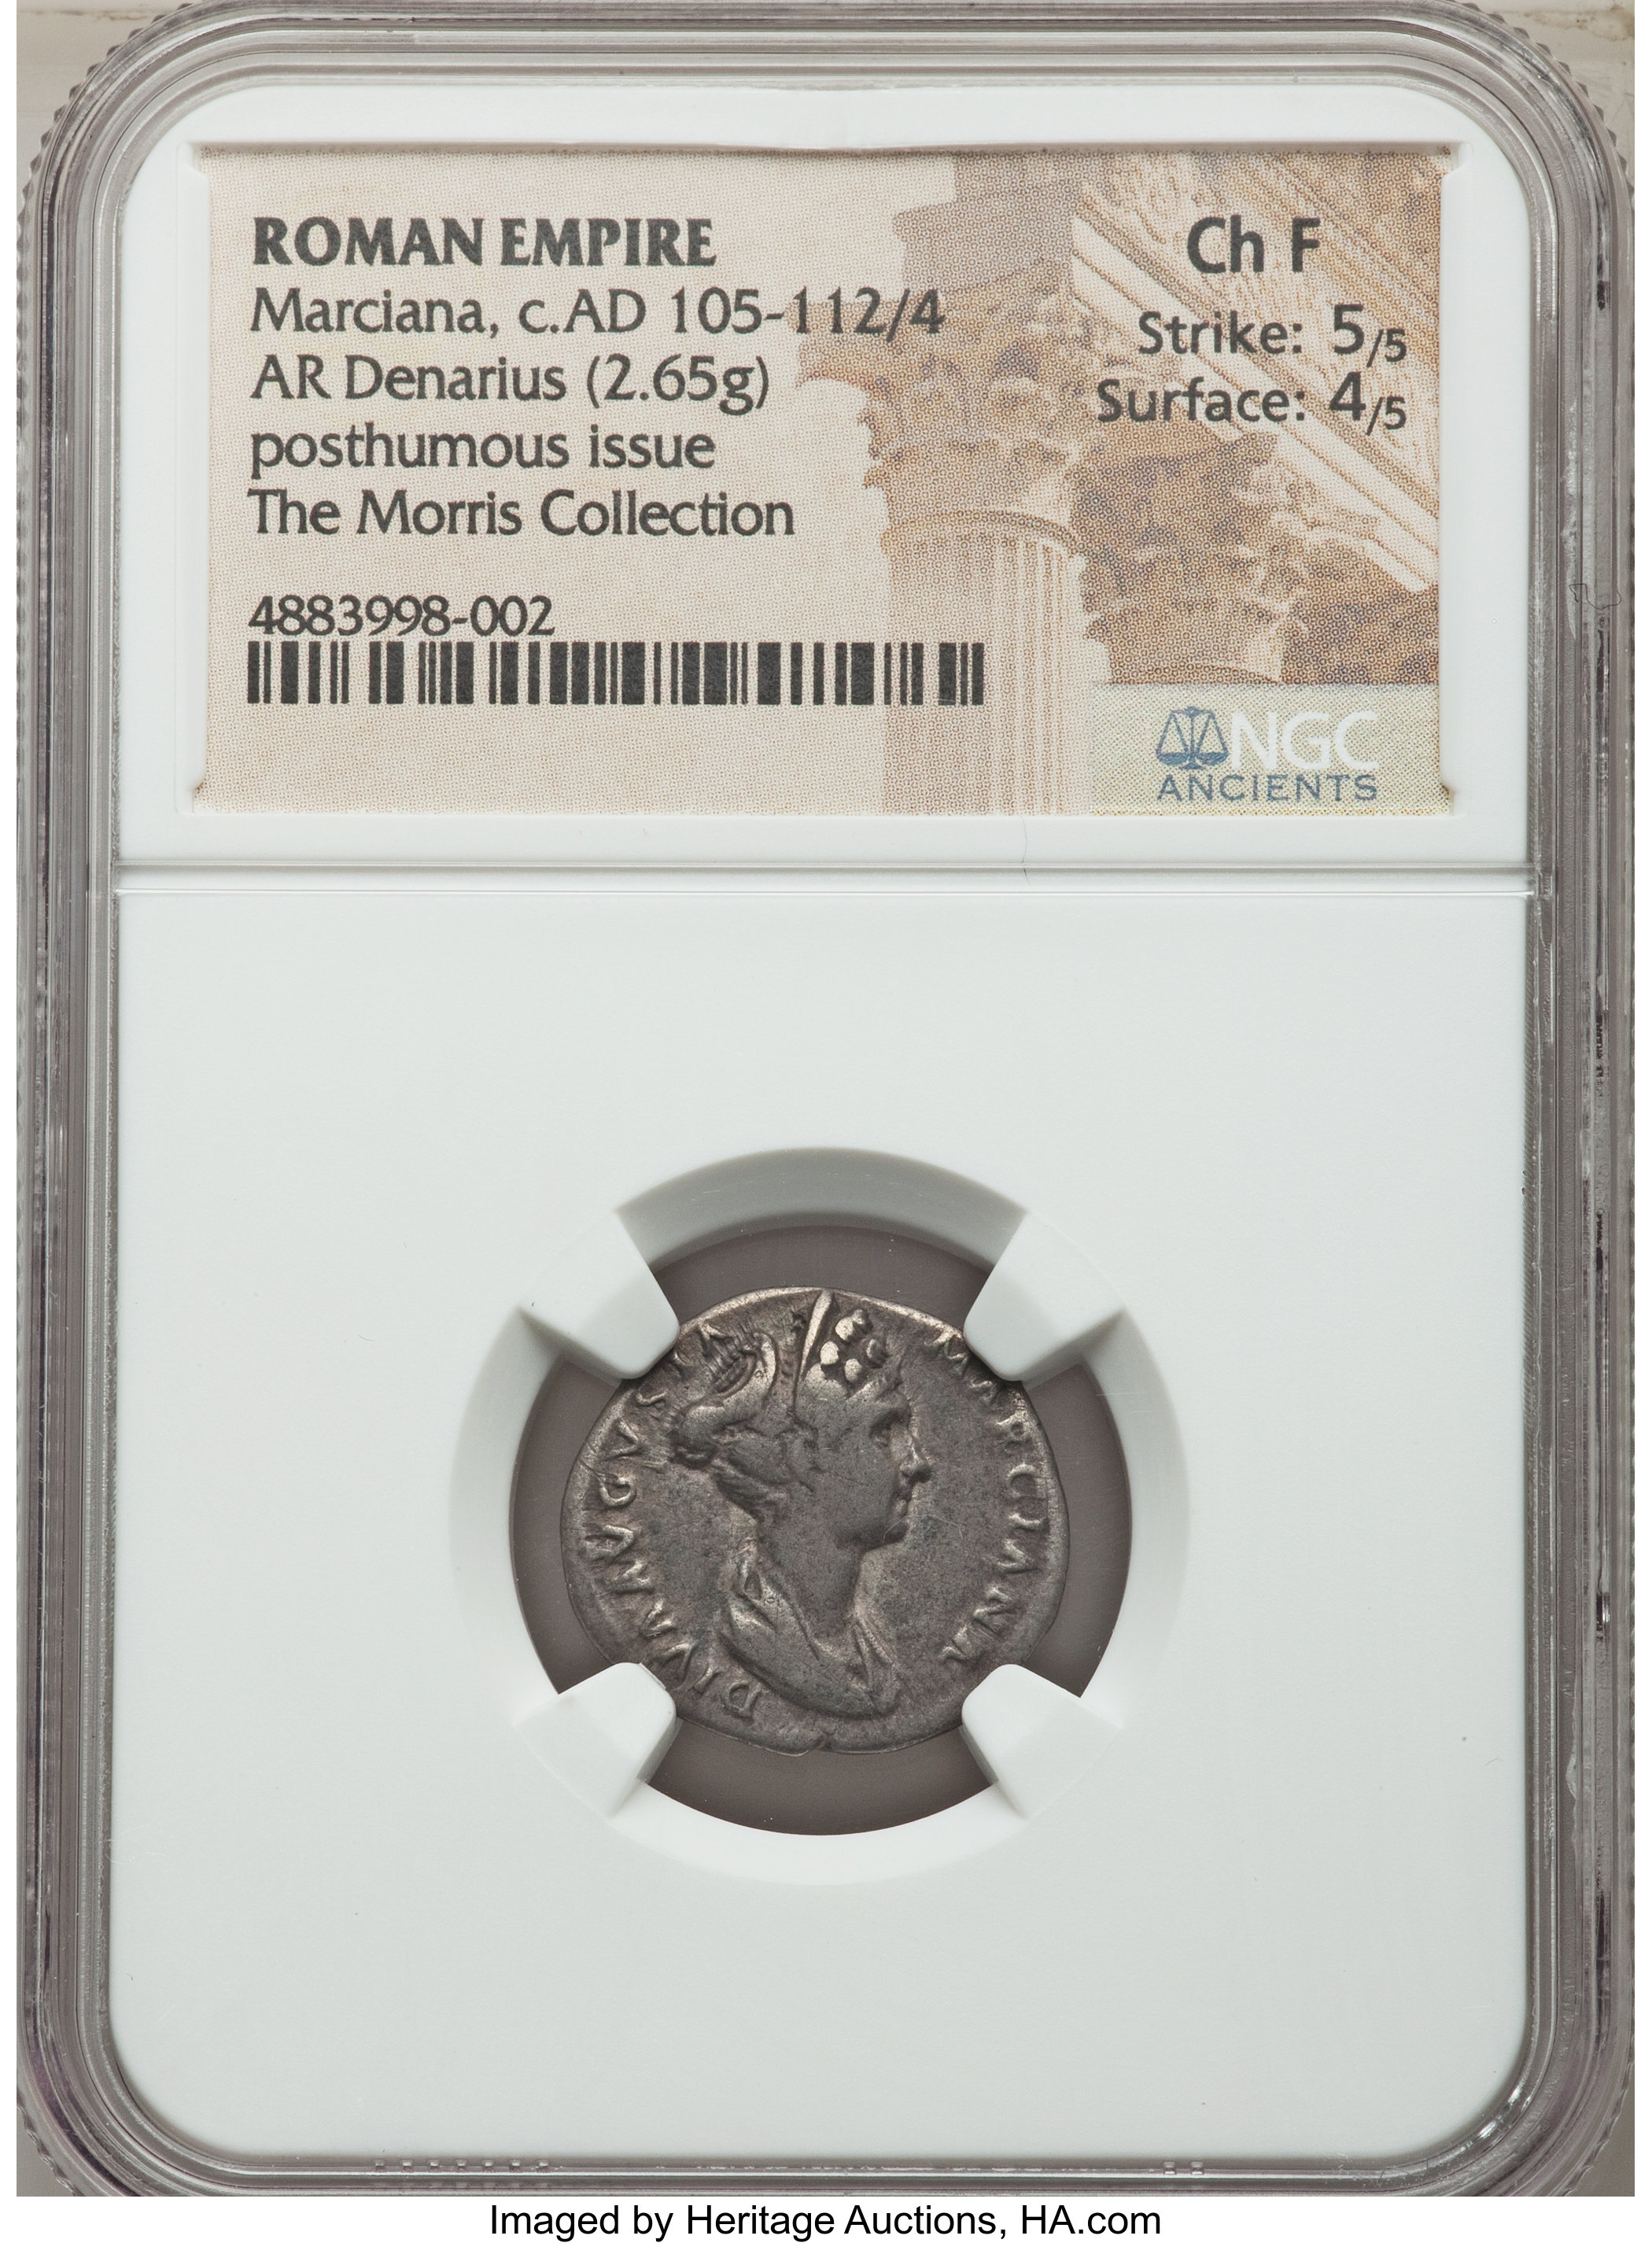 ROMAN EMPIRE
Marciana, c.AD 105-112/4
AR Denarius (2.65g)
posthumous issue
The Morris Collection
4883998-002
Ch F
Strike: 5/5
Surface: 4/5
NGC
ANCIENTS
DIVA AVGVSTA MARCIANA
Imaged by Heritage Auctions, HA.com